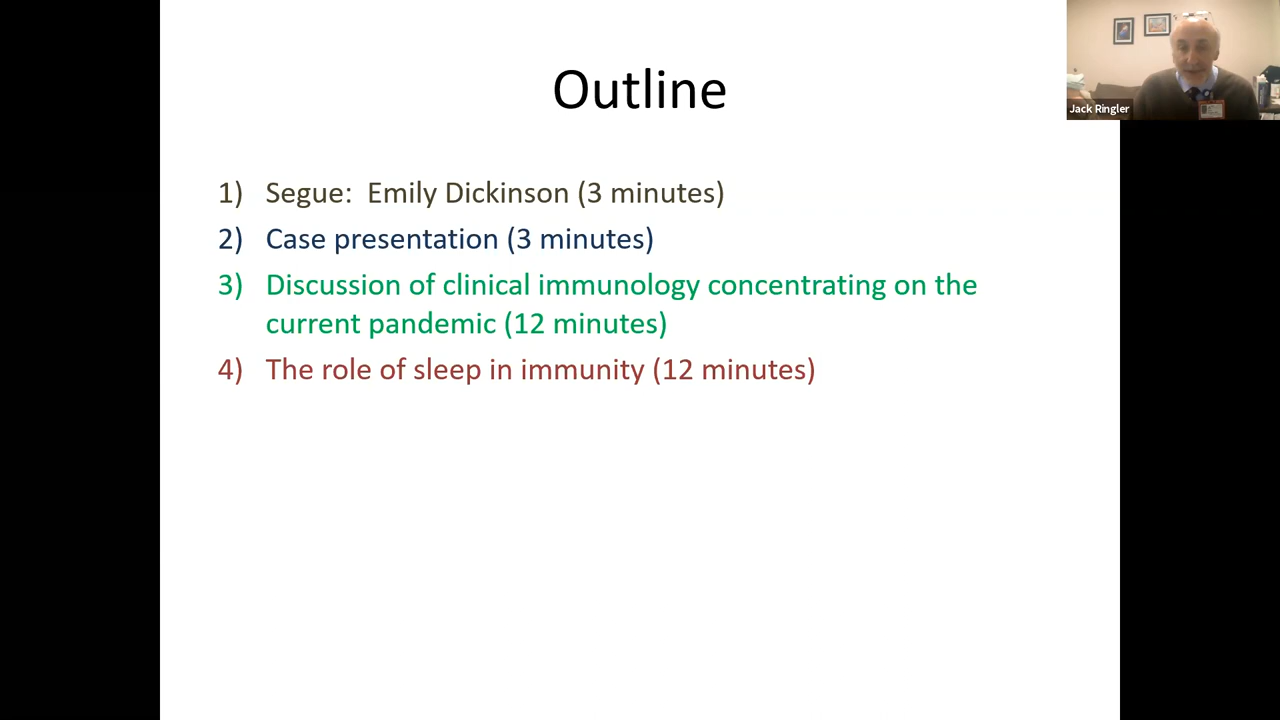 Outline
Jack Ringler
1) Segue:  Emily Dickinson (3 minutes)
2) Case presentation (3 minutes)
3) Discussion of clinical immunology concentrating on the
current pandemic (12 minutes)
4) The role of sleep in immunity (12 minutes)